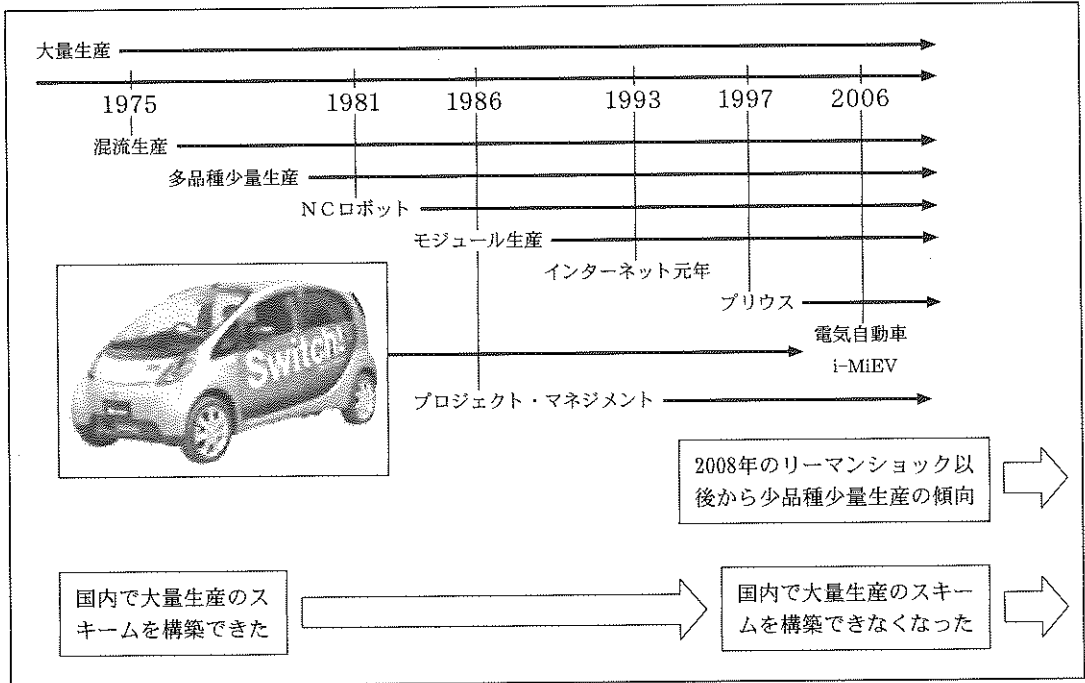 大量生産
1975 1981 1986 1993 1997 2006
混流生産
多品種少量生産
NCロボット
モジュール生産
インターネット元年
プリウス
電気自動車
i-MiEV
Switch!
プロジェクト・マネジメント
2008年のリーマンショック以
後から少品種少量生産の傾向
国内で大量生産のス
キームを構築できた
国内で大量生産のスキー
ムを構築できなくなった